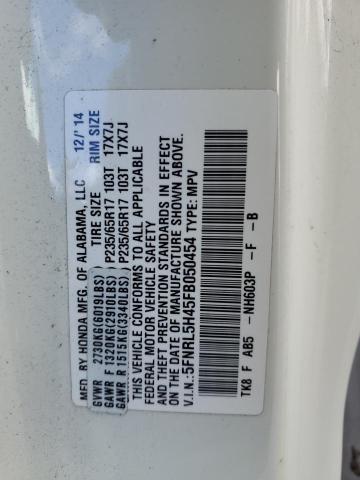 MFD. BY HONDA MFG. OF ALABAMA, LLC 12/'14
TIRE SIZE RIM SIZE
GVWR 2730KG(6019LBS)
GAWR F 1320KG(2910LBS) P235/65R17 103T 17X7J
GAWR R 1515KG(3340LBS) P235/65R17 103T 17X7J
THIS VEHICLE CONFORMS TO ALL APPLICABLE
FEDERAL MOTOR VEHICLE SAFETY
AND THEFT PREVENTION STANDARDS IN EFFECT
ON THE DATE OF MANUFACTURE SHOWN ABOVE.
V.I.N.:5FNRL5H45FB050454 TYPE: MPV
TK8 F AB5 -NH603P -F -B